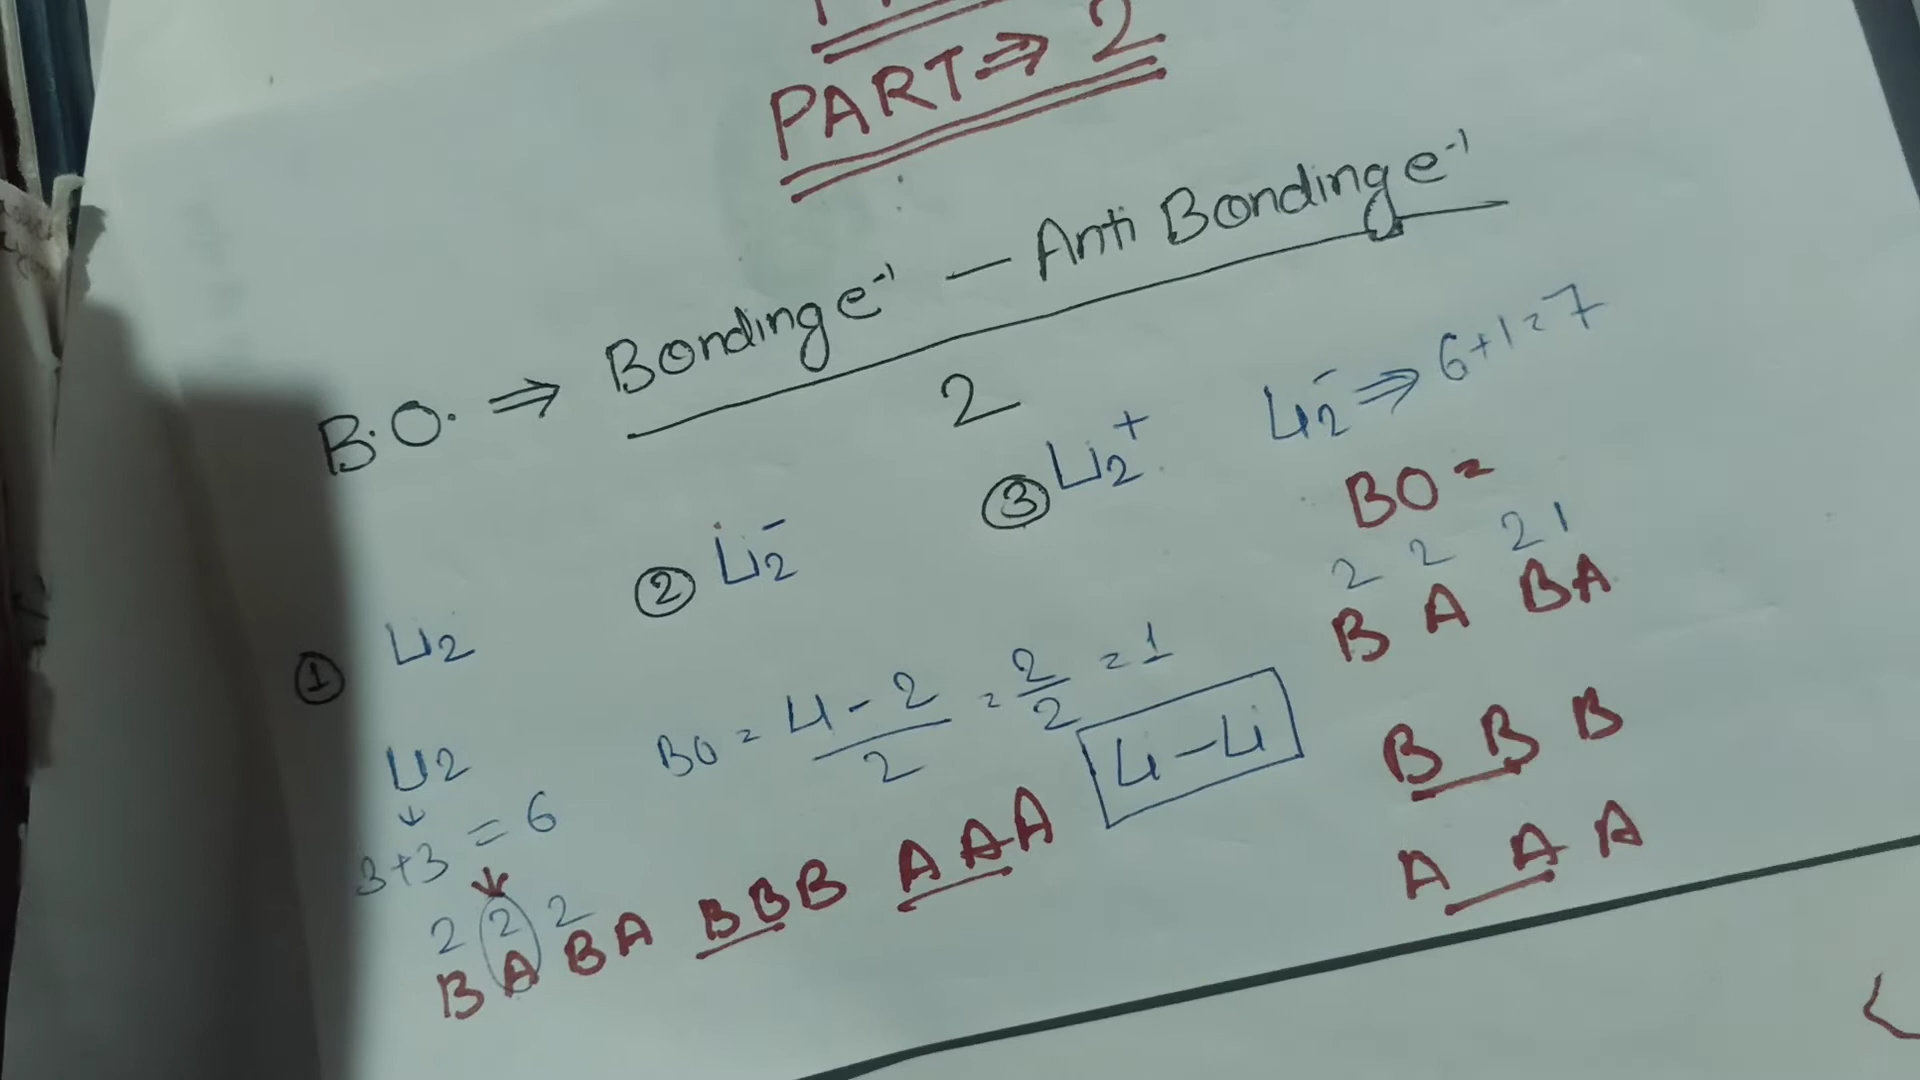 PART ⇒ 2
B.O. ⇒ Bonding e⁻¹ — Anti Bonding e⁻¹
2
① Li2
② Li2⁻
③ Li2⁺
Li2
↓
3+3 = 6
2 2 2
B A B A B B B A A A
BO = 4-2 / 2 = 2/2 = 1
Li-Li
Li2⁻ ⇒ 6+1=7
BO =
2 2 2 1
B A B A
B B B
A A A